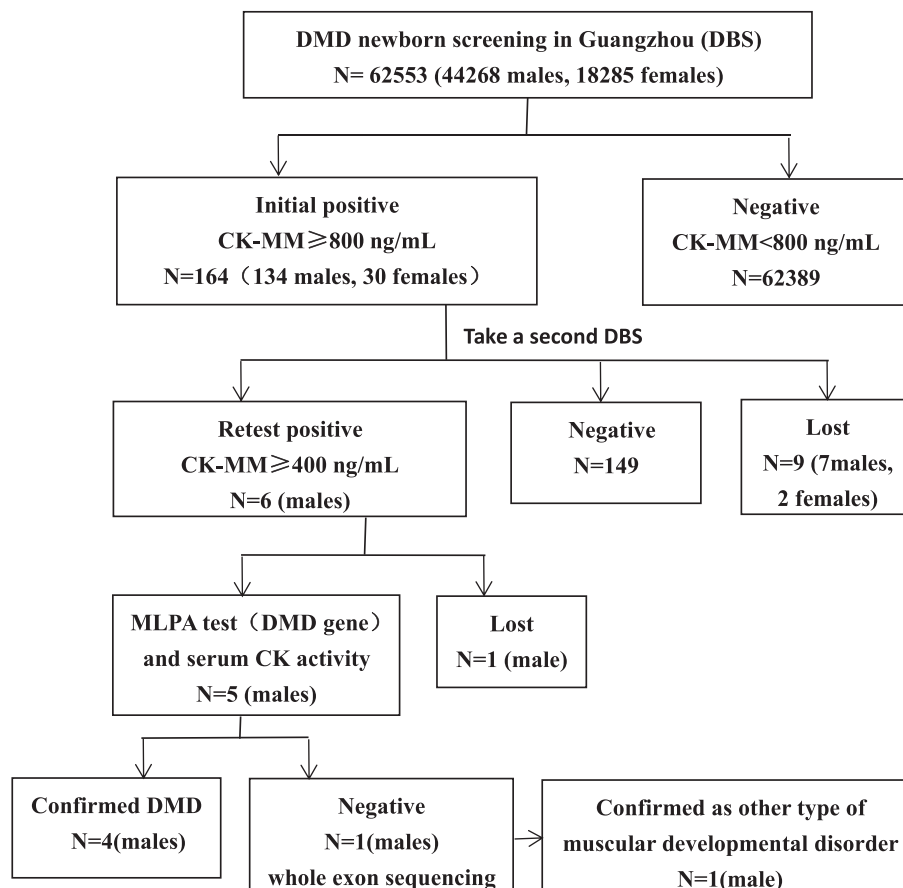 DMD newborn screening in Guangzhou (DBS)
N= 62553 (44268 males, 18285 females)
Initial positive
CK-MM≥800 ng/mL
N=164（134 males, 30 females）
Negative
CK-MM<800 ng/mL
N=62389
Take a second DBS
Retest positive
CK-MM≥400 ng/mL
N=6 (males)
Negative
N=149
Lost
N=9 (7males,
2 females)
MLPA test（DMD gene）
and serum CK activity
N=5 (males)
Lost
N=1 (male)
Confirmed DMD
N=4(males)
Negative
N=1(males)
whole exon sequencing
Confirmed as other type of
muscular developmental disorder
N=1(male)